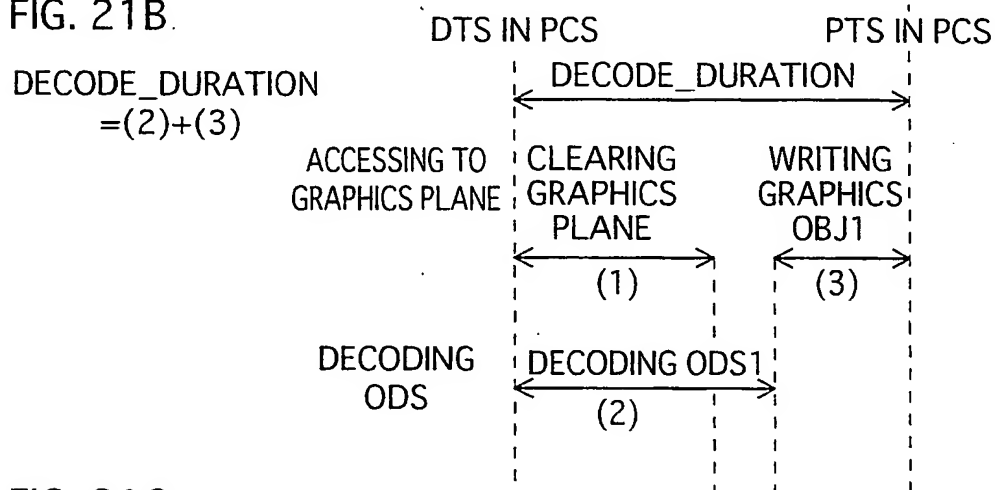 FIG. 21B.
DTS IN PCS
PTS IN PCS
DECODE_DURATION
=(2)+(3)
DECODE_DURATION
ACCESSING TO
GRAPHICS PLANE
CLEARING
GRAPHICS
PLANE
(1)
WRITING
GRAPHICS
OBJ1
(3)
DECODING
ODS
DECODING ODS1
(2)